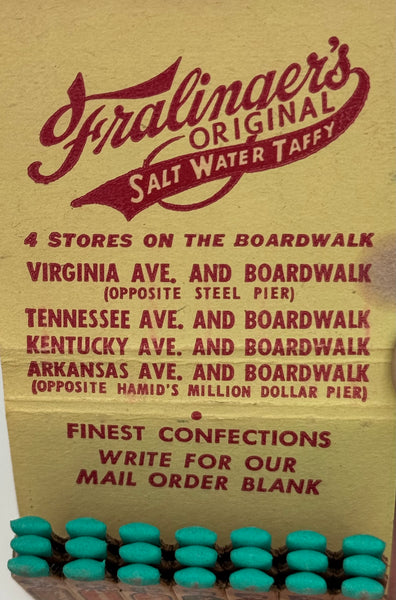 Fralinger's
ORIGINAL
SALT WATER TAFFY
4 STORES ON THE BOARDWALK
VIRGINIA AVE. AND BOARDWALK
(OPPOSITE STEEL PIER)
TENNESSEE AVE. AND BOARDWALK
KENTUCKY AVE. AND BOARDWALK
ARKANSAS AVE. AND BOARDWALK
(OPPOSITE HAMID'S MILLION DOLLAR PIER)
FINEST CONFECTIONS
WRITE FOR OUR
MAIL ORDER BLANK